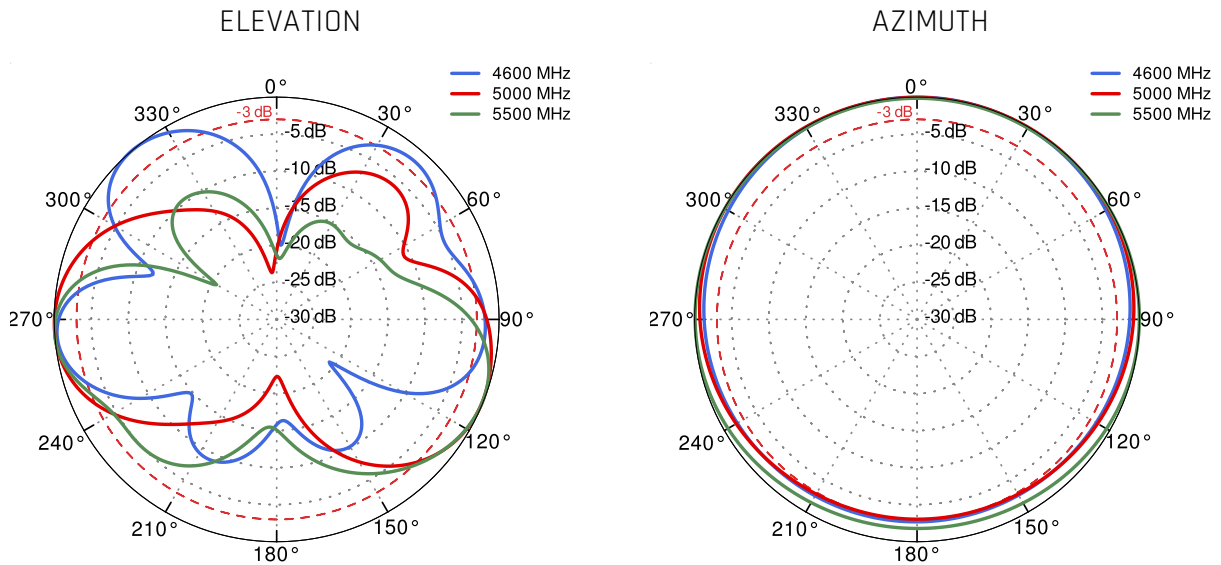 ELEVATION
4600 MHz
5000 MHz
5500 MHz
0°
30°
60°
90°
120°
150°
180°
210°
240°
270°
300°
330°
-3 dB
-5 dB
-10 dB
-15 dB
-20 dB
-25 dB
-30 dB
AZIMUTH
4600 MHz
5000 MHz
5500 MHz
0°
30°
60°
90°
120°
150°
180°
210°
240°
270°
300°
330°
-3 dB
-5 dB
-10 dB
-15 dB
-20 dB
-25 dB
-30 dB